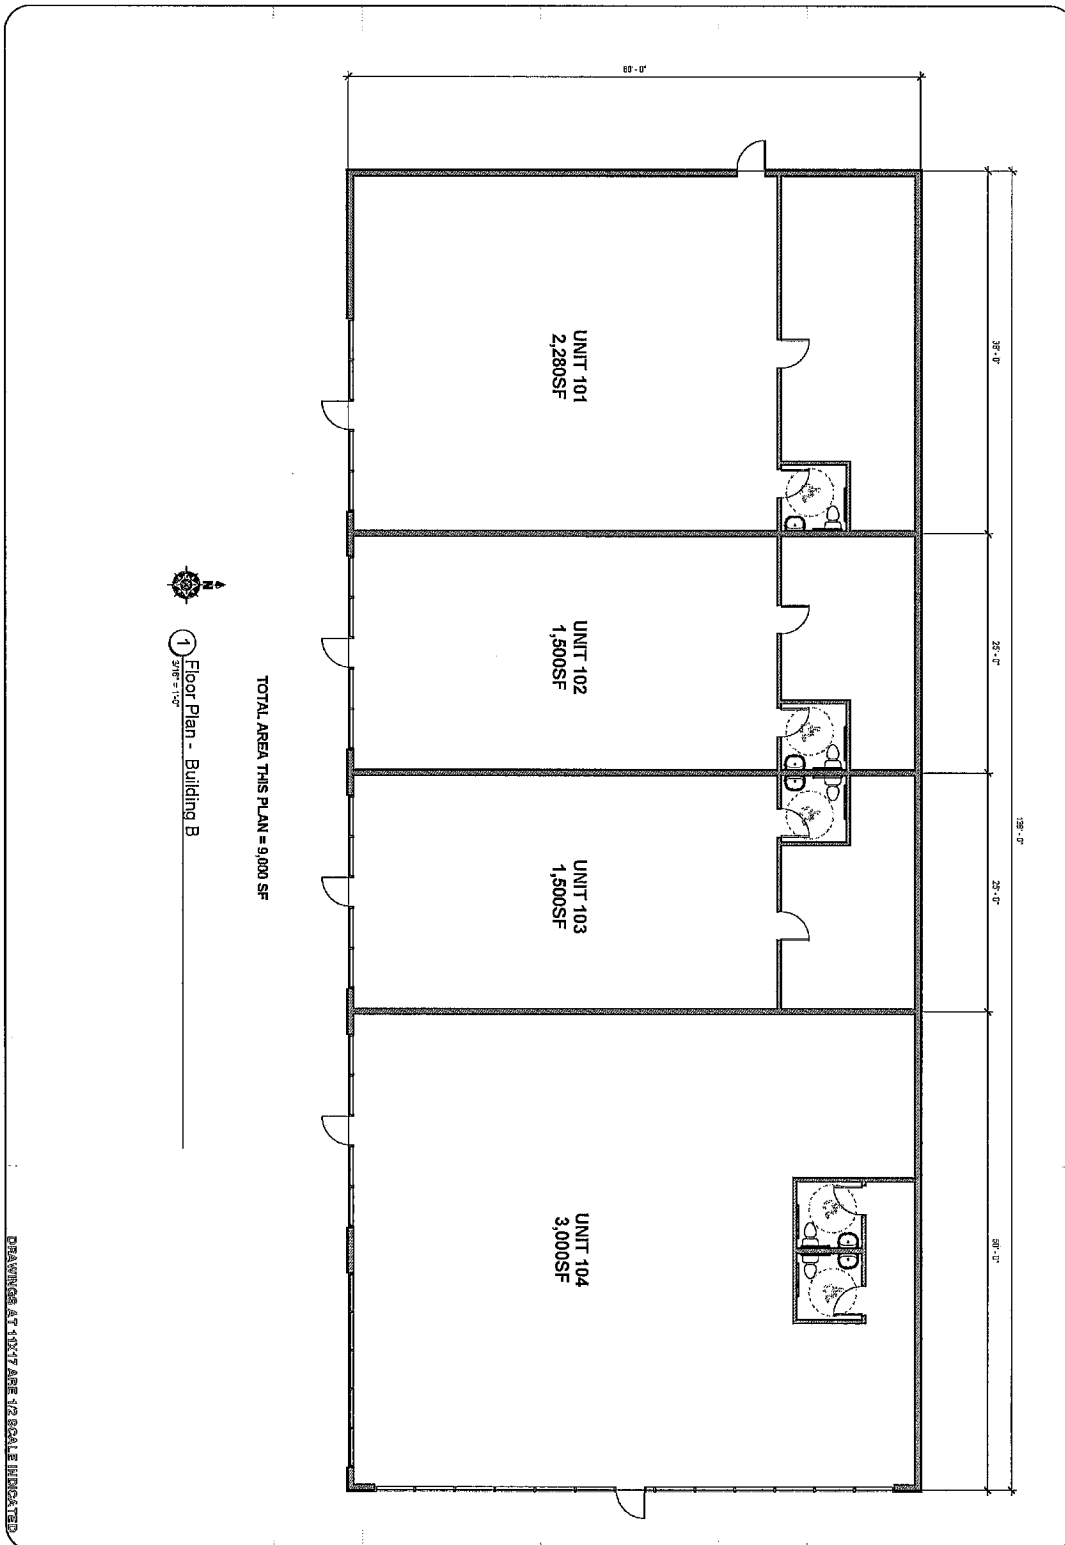 138'-0"
38'-0"
25'-0"
25'-0"
50'-0"
60'-0"
UNIT 101
2,280SF
UNIT 102
1,500SF
UNIT 103
1,500SF
UNIT 104
3,000SF
TOTAL AREA THIS PLAN = 9,000 SF
N
1
Floor Plan - Building B
3/16" = 1'-0"
DRAWINGS AT 11X17 ARE 1/2 SCALE INDICATED